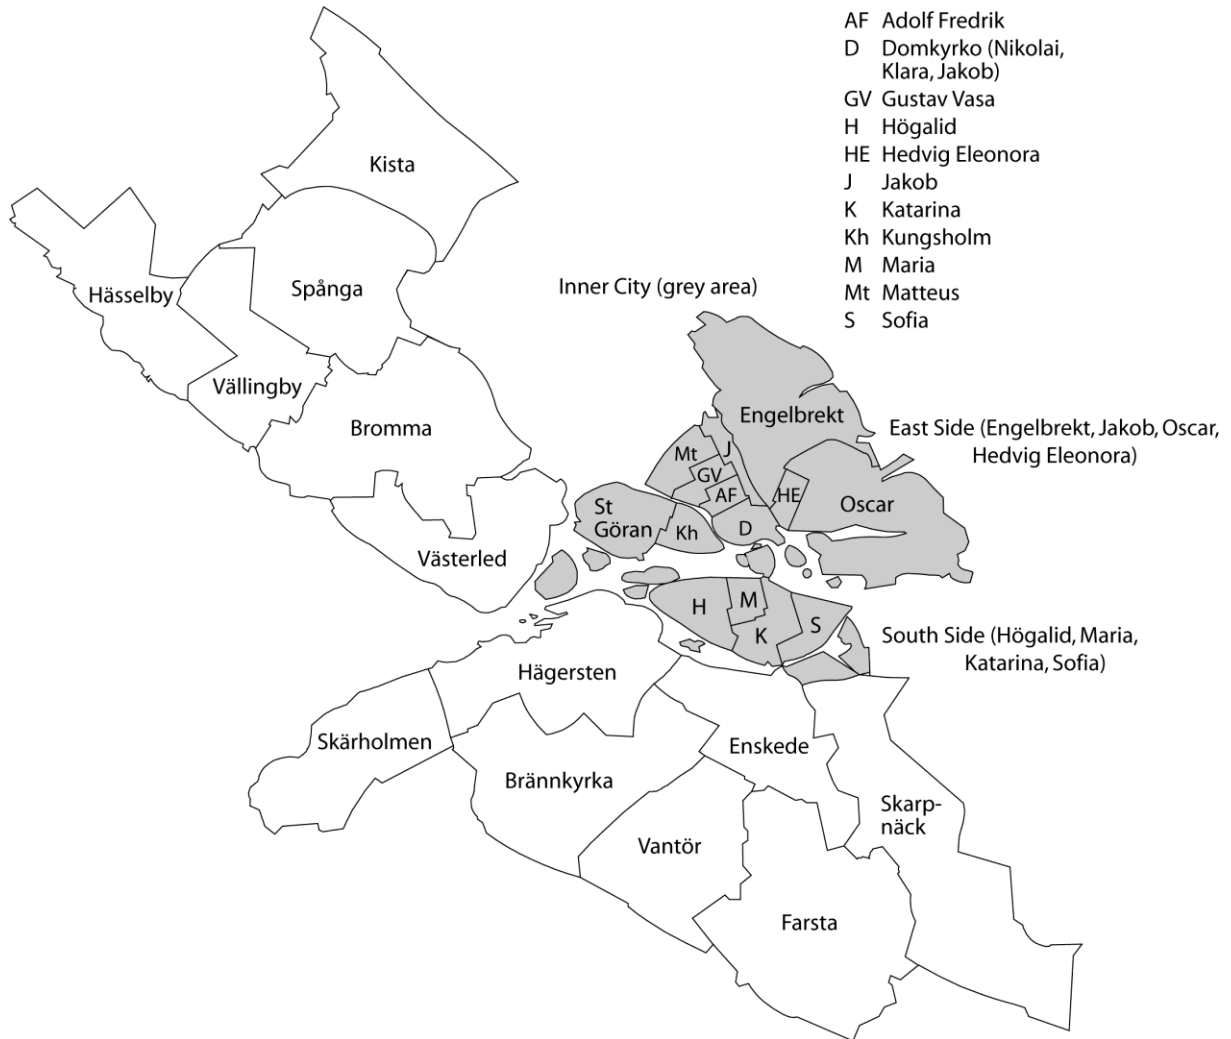 AF Adolf Fredrik
D Domkyrko (Nikolai,
Klara, Jakob)
GV Gustav Vasa
H Högalid
HE Hedvig Eleonora
J Jakob
K Katarina
Kh Kungsholm
M Maria
Mt Matteus
S Sofia
Kista
Hässelby
Spånga
Inner City (grey area)
Vällingby
Bromma
Engelbrekt
East Side (Engelbrekt, Jakob, Oscar,
Hedvig Eleonora)
J
Mt
GV
AF
HE
Oscar
St
Göran
Kh
D
Västerled
H
M
K
S
South Side (Högalid, Maria,
Katarina, Sofia)
Hägersten
Skärholmen
Enskede
Brännkyrka
Skarp-
näck
Vantör
Farsta